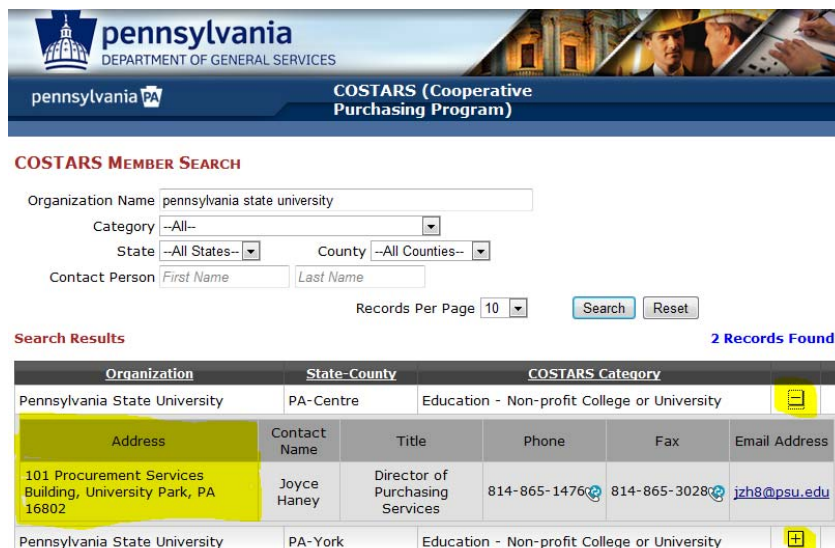 pennsylvania
DEPARTMENT OF GENERAL SERVICES
pennsylvania PA
COSTARS (Cooperative
Purchasing Program)
COSTARS MEMBER SEARCH
Organization Name pennsylvania state university
Category --All--
State --All States-- County --All Counties--
Contact Person First Name Last Name
Records Per Page 10 Search Reset
Search Results 2 Records Found
Organization State-County COSTARS Category
Pennsylvania State University PA-Centre Education - Non-profit College or University
Address Contact Name Title Phone Fax Email Address
101 Procurement Services
Building, University Park, PA
16802
Joyce
Haney
Director of
Purchasing
Services
814-865-1476 814-865-3028 jzh8@psu.edu
Pennsylvania State University PA-York Education - Non-profit College or University